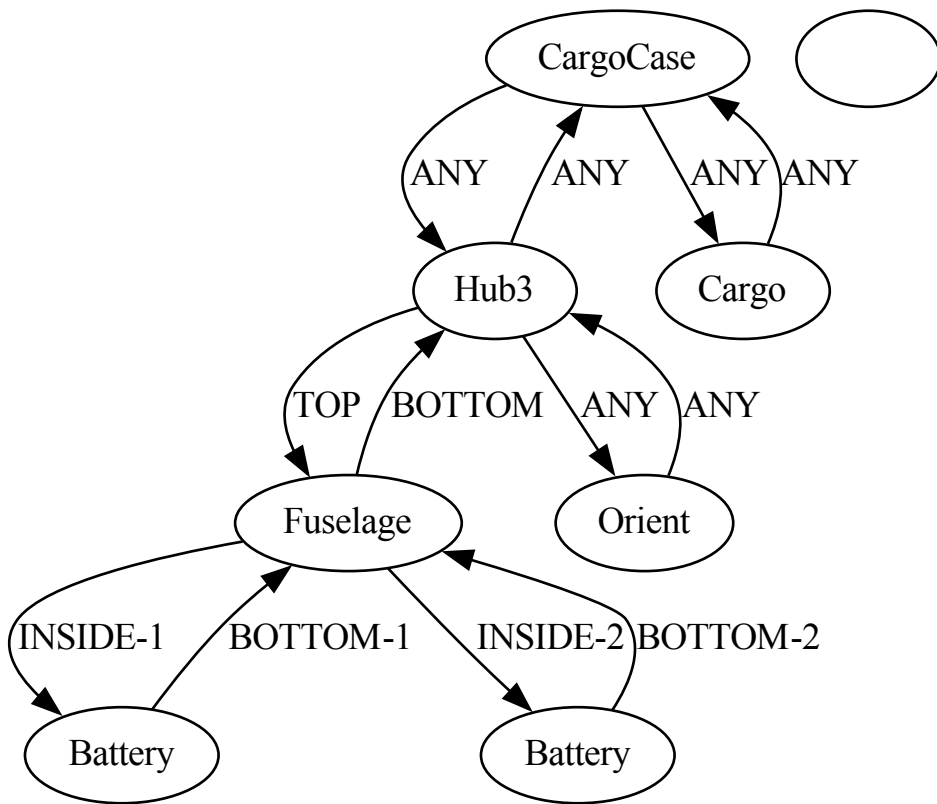 CargoCase
ANY ANY ANY ANY
Hub3 Cargo
TOP BOTTOM ANY ANY
Fuselage Orient
INSIDE-1 BOTTOM-1 INSIDE-2 BOTTOM-2
Battery Battery